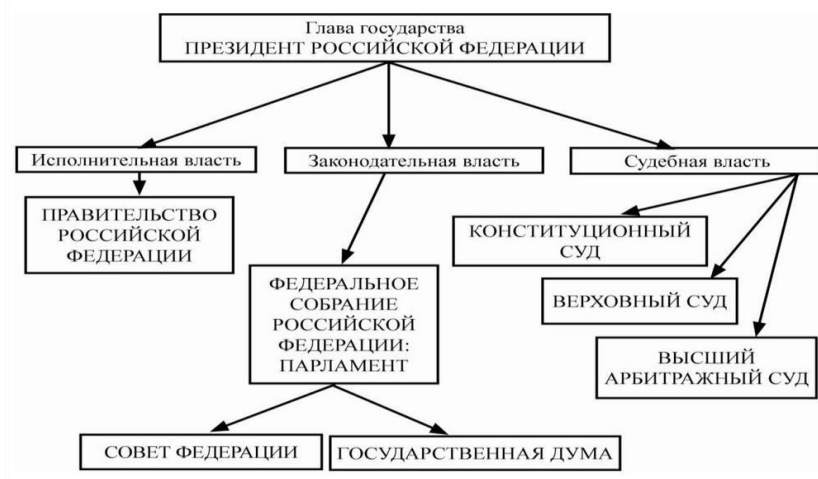 Глава государства
ПРЕЗИДЕНТ РОССИЙСКОЙ ФЕДЕРАЦИИ
Исполнительная власть
Законодательная власть
Судебная власть
ПРАВИТЕЛЬСТВО
РОССИЙСКОЙ
ФЕДЕРАЦИИ
КОНСТИТУЦИОННЫЙ
СУД
ФЕДЕРАЛЬНОЕ
СОБРАНИЕ
РОССИЙСКОЙ
ФЕДЕРАЦИИ:
ПАРЛАМЕНТ
ВЕРХОВНЫЙ СУД
ВЫСШИЙ
АРБИТРАЖНЫЙ СУД
СОВЕТ ФЕДЕРАЦИИ
ГОСУДАРСТВЕННАЯ ДУМА